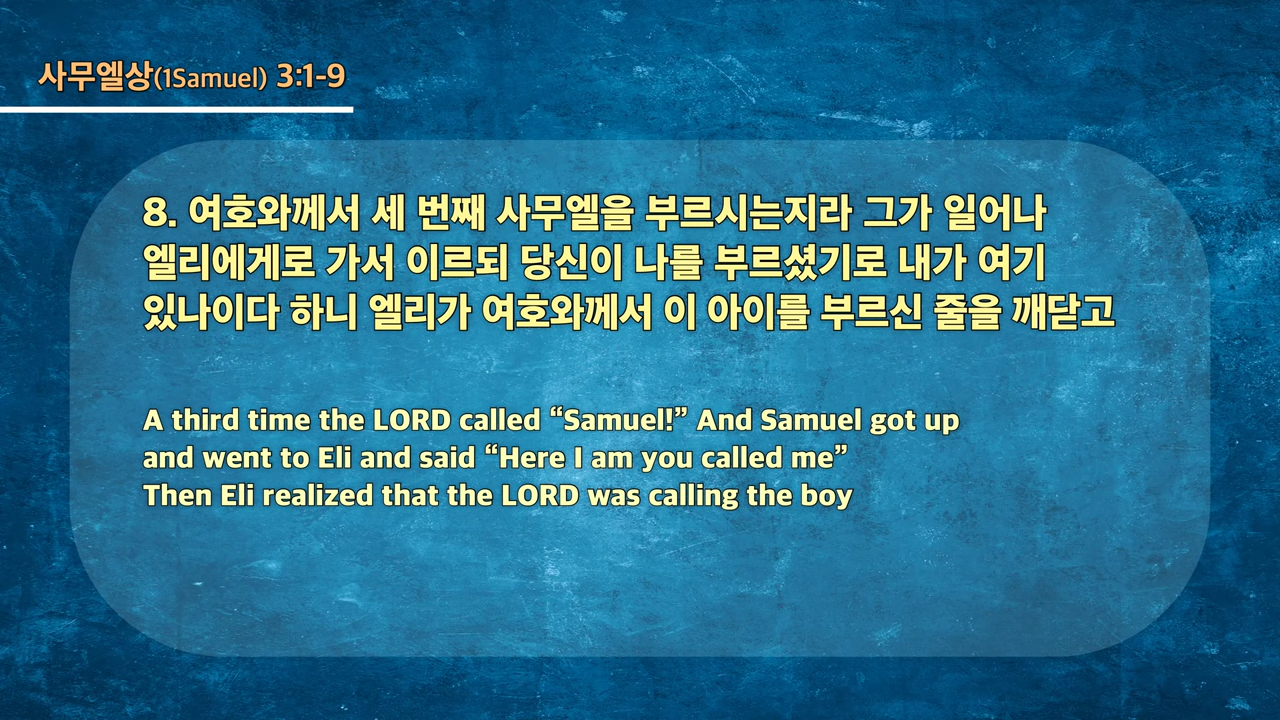 사무엘상(1Samuel) 3:1-9
8. 여호와께서 세 번째 사무엘을 부르시는지라 그가 일어나
엘리에게로 가서 이르되 당신이 나를 부르셨기로 내가 여기
있나이다 하니 엘리가 여호와께서 이 아이를 부르신 줄을 깨닫고
A third time the LORD called “Samuel!” And Samuel got up
and went to Eli and said “Here I am you called me”
Then Eli realized that the LORD was calling the boy